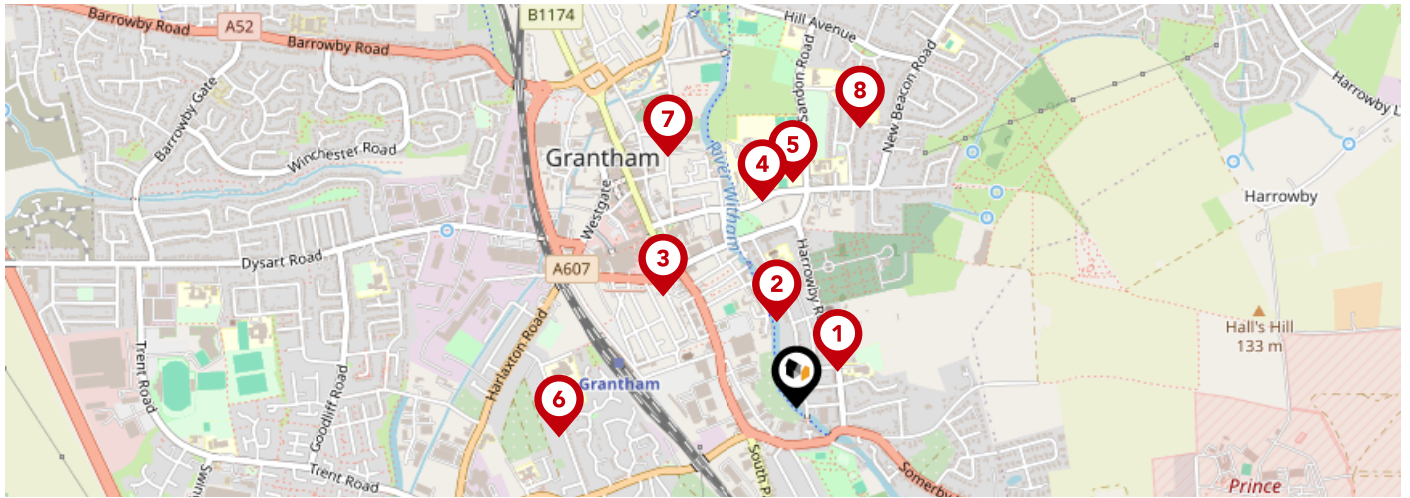 Barrowby Road
A52
Barrowby Road
B1174
Hill Avenue
Sandon Road
New Beacon Road
Harrowby L
Barrowby Gate
Winchester Road
8
7
5
4
Grantham
River Witham
Westgate
Harrowby
Dysart Road
A607
3
Harrowby R
2
1
Hall's Hill
133 m
Harlaxton Road
Trent Road
Goodliff Road
Grantham
6
South P
Trent Road
Swin
Somerby
Prince